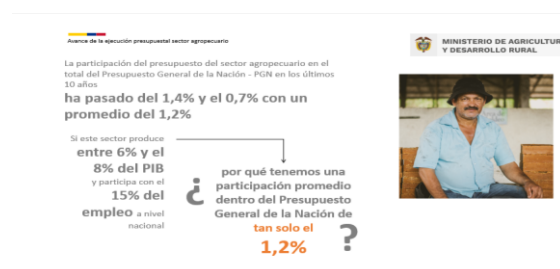 Avance de la ejecución presupuestal sector agropecuario
MINISTERIO DE AGRICULTUR
Y DESARROLLO RURAL
La participación del presupuesto del sector agropecuario en el
total del Presupuesto General de la Nación - PGN en los últimos
10 años
ha pasado del 1,4% y el 0,7% con un
promedio del 1,2%
Si este sector produce
entre 6% y el
8% del PIB
y participa con el
15% del
empleo a nivel
nacional
¿
por qué tenemos una
participación promedio
dentro del Presupuesto
General de la Nación de
tan solo el
1,2%
?